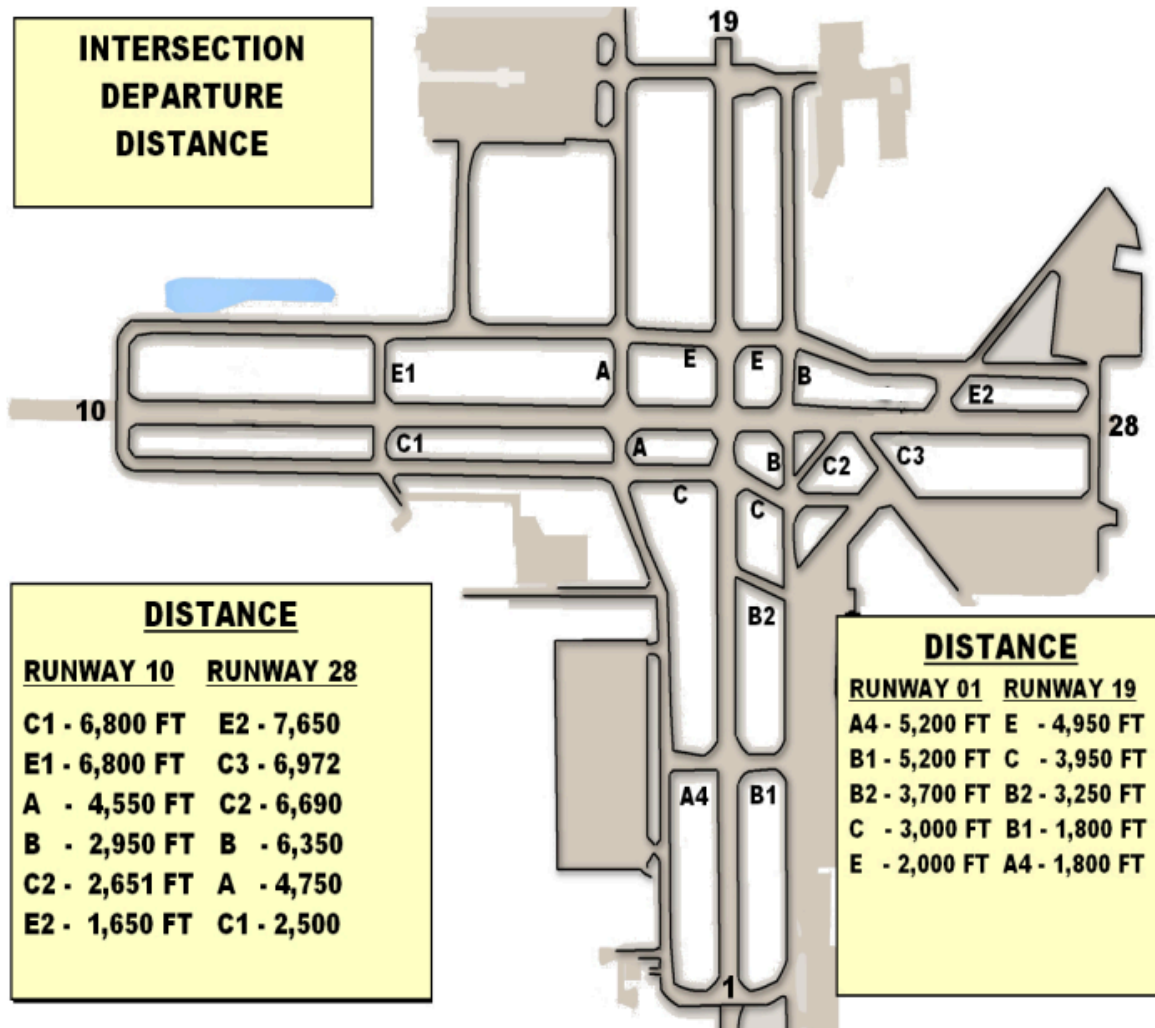 INTERSECTION
DEPARTURE
DISTANCE
19
E1
A
E
E
B
E2
10
28
C1
A
B
C2
C3
C
C
B2
A4
B1
1
DISTANCE
RUNWAY 10 RUNWAY 28
C1 - 6,800 FT E2 - 7,650
E1 - 6,800 FT C3 - 6,972
A - 4,550 FT C2 - 6,690
B - 2,950 FT B - 6,350
C2 - 2,651 FT A - 4,750
E2 - 1,650 FT C1 - 2,500
DISTANCE
RUNWAY 01 RUNWAY 19
A4 - 5,200 FT E - 4,950 FT
B1 - 5,200 FT C - 3,950 FT
B2 - 3,700 FT B2 - 3,250 FT
C - 3,000 FT B1 - 1,800 FT
E - 2,000 FT A4 - 1,800 FT